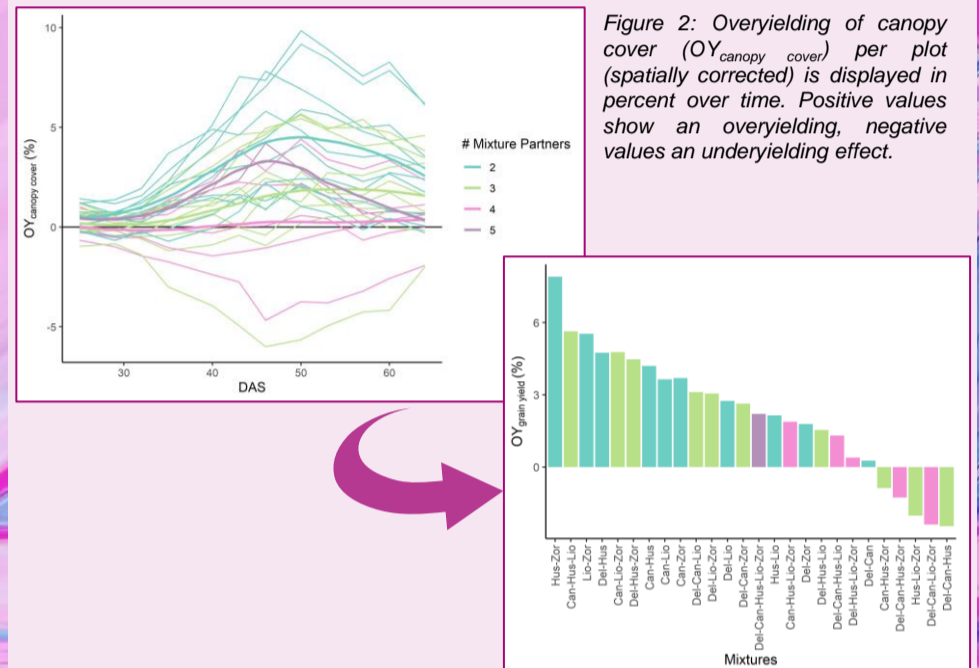 10
5
0
-5
OYcanopy cover (%)
30
40
50
60
DAS
# Mixture Partners
2
3
4
5
Figure 2: Overyielding of canopy
cover (OYcanopy cover) per plot
(spatially corrected) is displayed in
percent over time. Positive values
show an overyielding, negative
values an underyielding effect.
6
3
0
OYgrain yield (%)
Hus-Zor
Can-Hus-Lio
Lio-Zor
Del-Hus
Can-Lio-Zor
Del-Hus-Zor
Can-Hus
Can-Lio
Can-Zor
Del-Can-Lio
Del-Lio-Zor
Del-Lio
Del-Can-Zor
Del-Can-Hus-Lio-Zor
Hus-Lio
Can-Hus-Lio-Zor
Del-Zor
Del-Hus-Lio
Del-Can-Hus-Lio
Del-Hus-Lio-Zor
Del-Can
Can-Hus-Zor
Del-Can-Hus-Zor
Hus-Lio-Zor
Del-Can-Lio-Zor
Del-Can-Hus
Mixtures